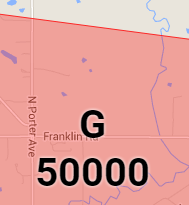 G
Franklin Rd
N Porter Ave
50000